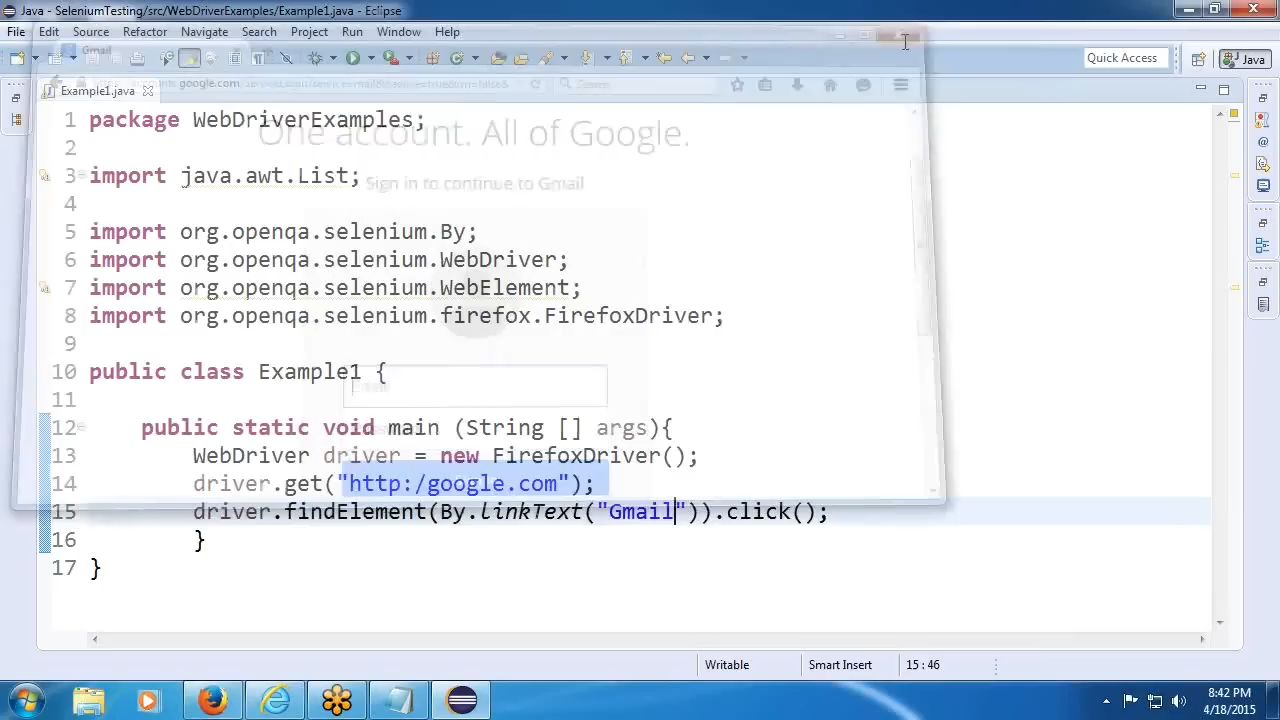 Java - SeleniumTesting/src/WebDriverExamples/Example1.java - Eclipse
File Edit Source Refactor Navigate Search Project Run Window Help
Gmail
Quick Access
Java
google.com
Example1.java
1 package WebDriverExamples;
One account. All of Google.
2
3 import java.awt.List;
Sign in to continue to Gmail
4
5 import org.openqa.selenium.By;
6 import org.openqa.selenium.WebDriver;
7 import org.openqa.selenium.WebElement;
8 import org.openqa.selenium.firefox.FirefoxDriver;
9
10 public class Example1 {
Email
11
12 public static void main (String [] args){
13 WebDriver driver = new FirefoxDriver();
14 driver.get("http:/google.com");
15 driver.findElement(By.linkText("Gmail")).click();
16 }
17 }
Writable Smart Insert 15 : 46
8:42 PM
4/18/2015